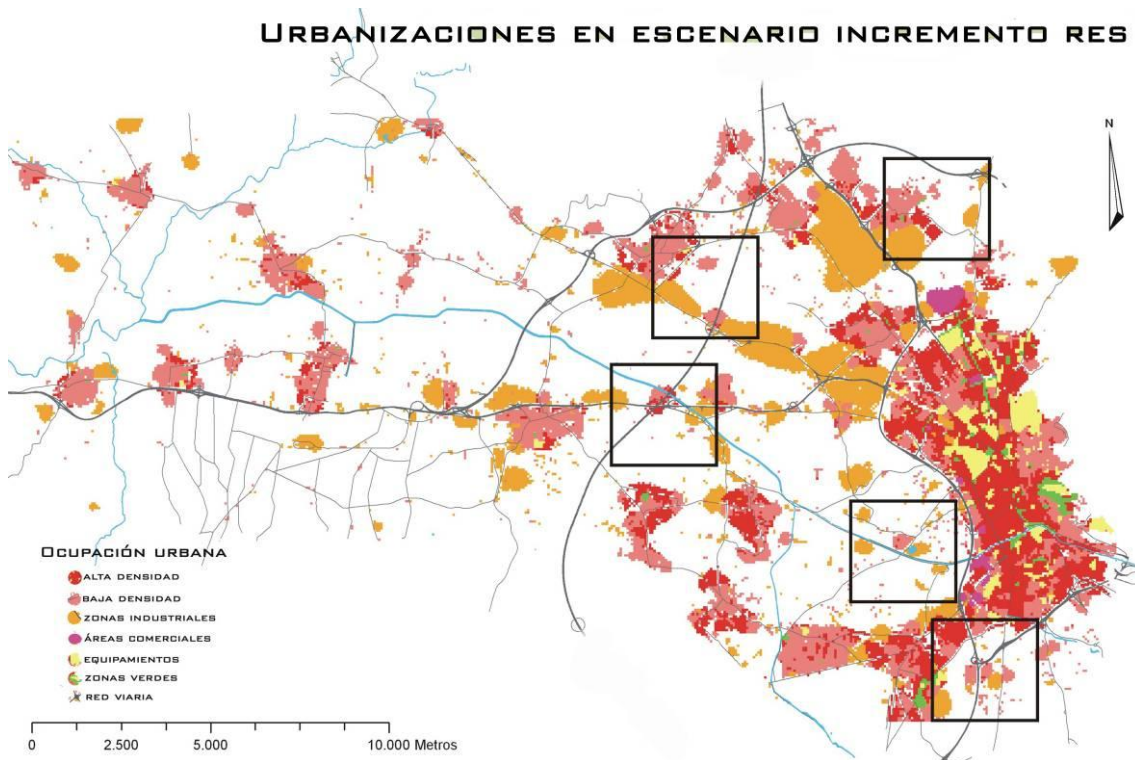 URBANIZACIONES EN ESCENARIO INCREMENTO RES
N
OCUPACIÓN URBANA
ALTA DENSIDAD
BAJA DENSIDAD
ZONAS INDUSTRIALES
ÁREAS COMERCIALES
EQUIPAMIENTOS
ZONAS VERDES
RED VIARIA
0 2.500 5.000 10.000 Metros